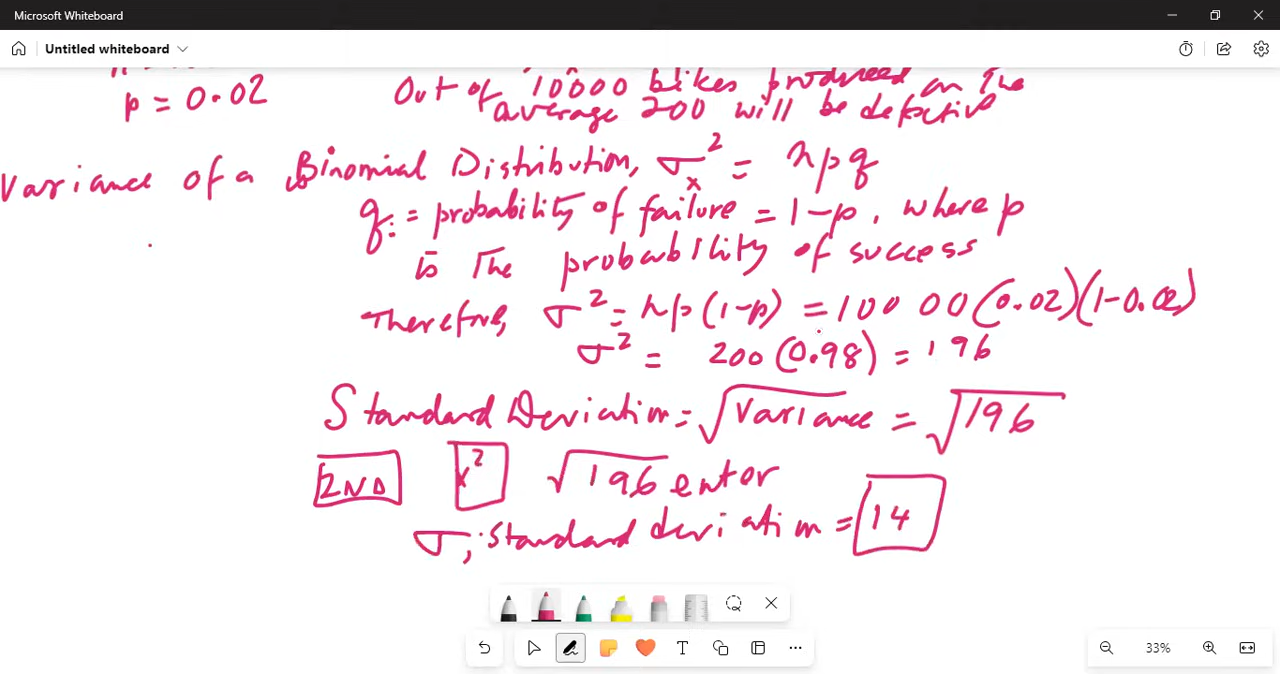 Microsoft Whiteboard
Untitled whiteboard
p = 0.02
Out of 10000 bikes produced on the
average 200 will be defective
Variance of a Binomial Distribution, σx² = npq
q = probability of failure = 1-p, where p
is the probability of success
Therefore, σ² = np(1-p) = 10000(0.02)(1-0.02)
σ² = 200(0.98) = 196
Standard Deviation = √Variance = √196
2ND x² √196 enter
σ, standard deviation = 14
33%